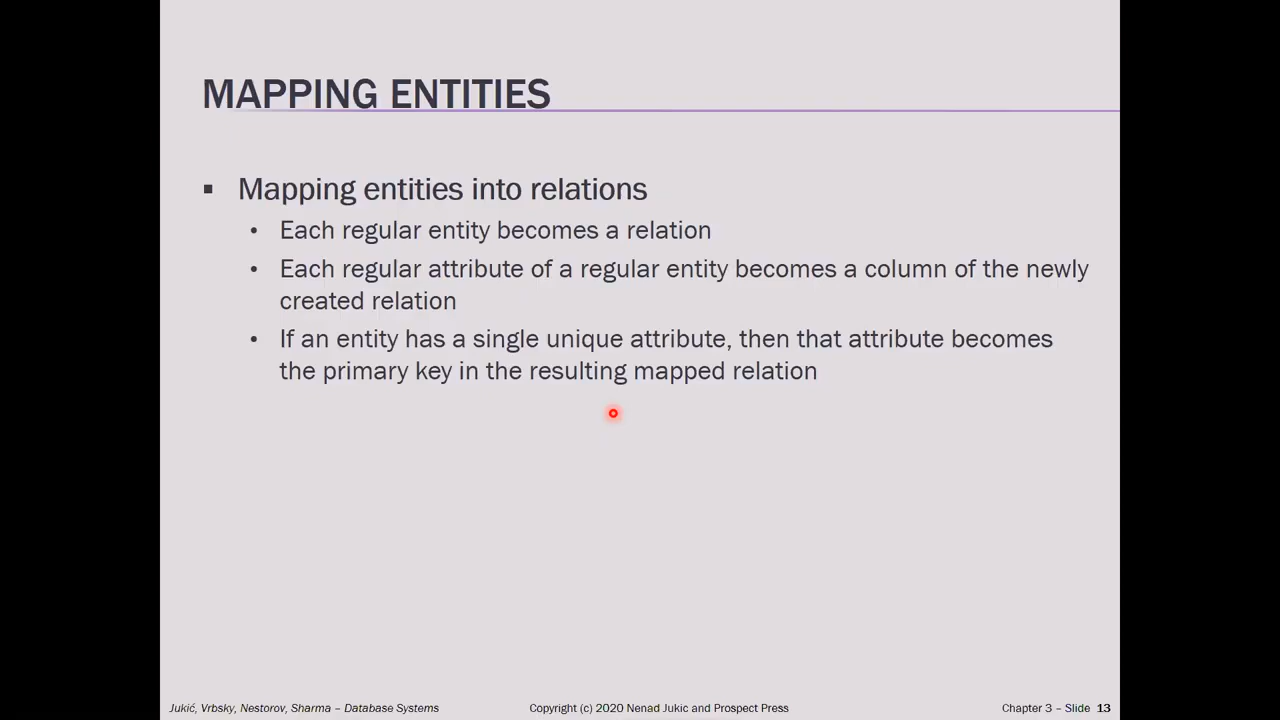 MAPPING ENTITIES
▪ Mapping entities into relations
• Each regular entity becomes a relation
• Each regular attribute of a regular entity becomes a column of the newly
created relation
• If an entity has a single unique attribute, then that attribute becomes
the primary key in the resulting mapped relation
Jukić, Vrbsky, Nestorov, Sharma – Database Systems
Copyright (c) 2020 Nenad Jukic and Prospect Press
Chapter 3 – Slide 13